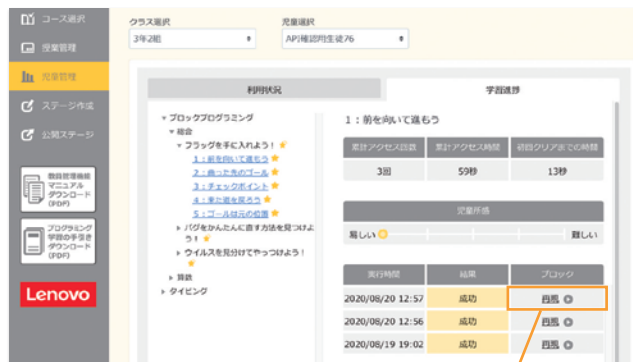 コース選択
授業管理
児童管理
ステージ作成
公開ステージ
教員管理機能
マニュアル
ダウンロード
(PDF)
プログラミング
学習の手引き
ダウンロード
(PDF)
Lenovo
クラス選択
3年2組
児童選択
API確認用生徒76
利用状況
学習進捗
ブロックプログラミング
総合
フラッグを手に入れよう！
1：前を向いて進もう
2：曲った先のゴール
3：チェックポイント
4：来た道を戻ろう
5：ゴールは元の位置
バグをかんたんに直す方法を見つけよ
う！
ウイルスを見分けてやっつけよう！
算数
タイピング
1：前を向いて進もう
累計アクセス回数 累計アクセス時間 初回クリアまでの時間
3回 59秒 13秒
児童所感
易しい 難しい
実行時間 結果 ブロック
2020/08/20 12:57 成功 再現
2020/08/20 12:56 成功 再現
2020/08/19 19:02 成功 再現